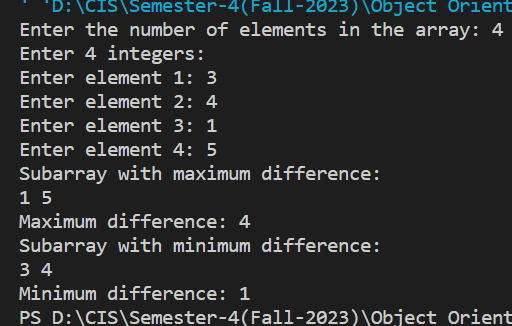 ' 'D:\CIS\Semester-4(Fall-2023)\Object Orient
Enter the number of elements in the array: 4
Enter 4 integers:
Enter element 1: 3
Enter element 2: 4
Enter element 3: 1
Enter element 4: 5
Subarray with maximum difference:
1 5
Maximum difference: 4
Subarray with minimum difference:
3 4
Minimum difference: 1
PS D:\CIS\Semester-4(Fall-2023)\Object Orient